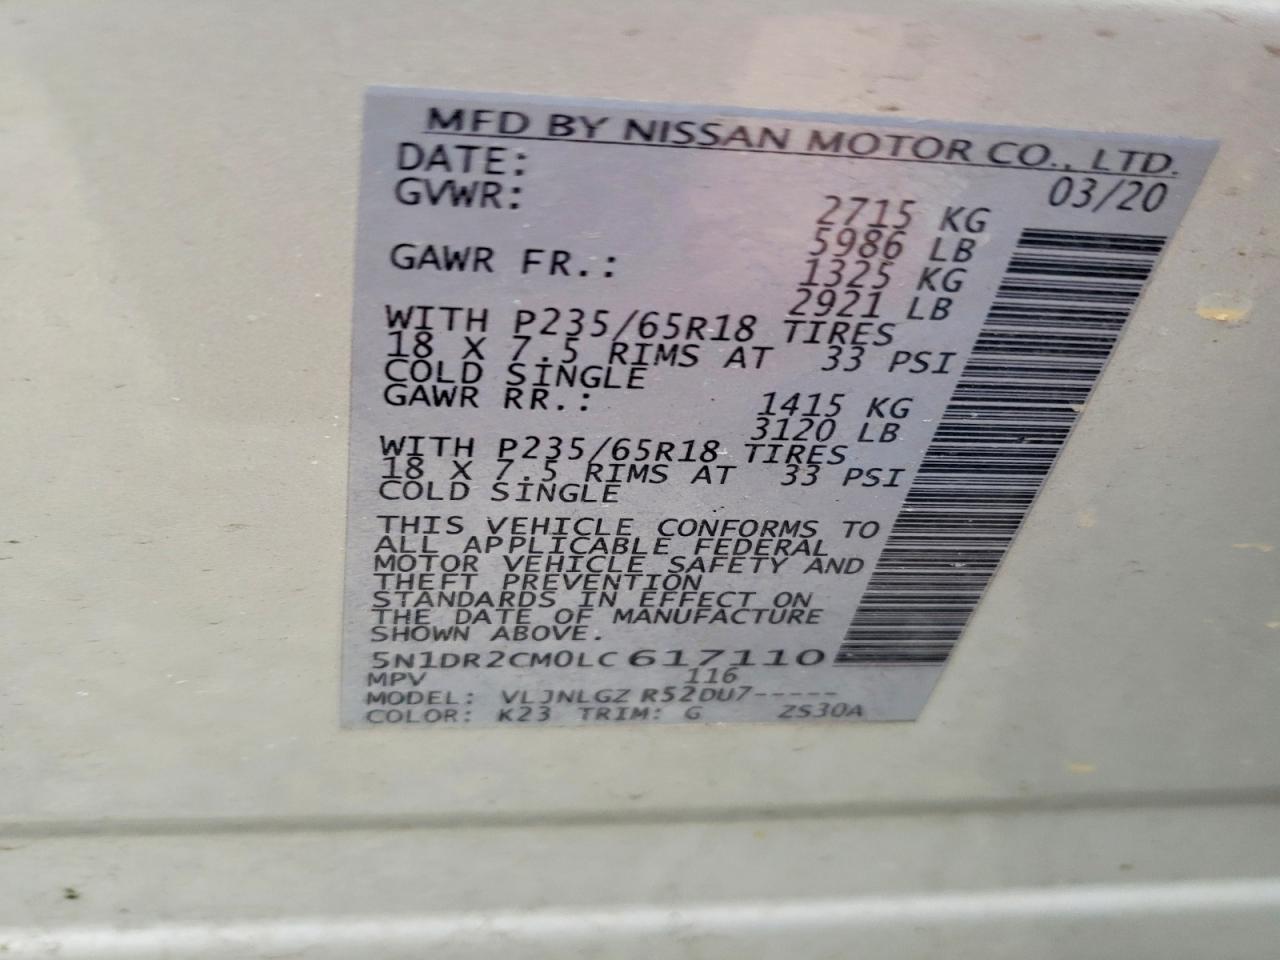 MFD BY NISSAN MOTOR CO., LTD.
DATE: 03/20
GVWR: 2715 KG
5986 LB
GAWR FR.: 1325 KG
2921 LB
WITH P235/65R18 TIRES
18 X 7.5 RIMS AT 33 PSI
COLD SINGLE
GAWR RR.: 1415 KG
3120 LB
WITH P235/65R18 TIRES
18 X 7.5 RIMS AT 33 PSI
COLD SINGLE
THIS VEHICLE CONFORMS TO
ALL APPLICABLE FEDERAL
MOTOR VEHICLE SAFETY AND
THEFT PREVENTION
STANDARDS IN EFFECT ON
THE DATE OF MANUFACTURE
SHOWN ABOVE.
5N1DR2CM0LC617110
MPV 116
MODEL: VLJNLGZ R52DU7-----
COLOR: K23 TRIM: G ZS30A